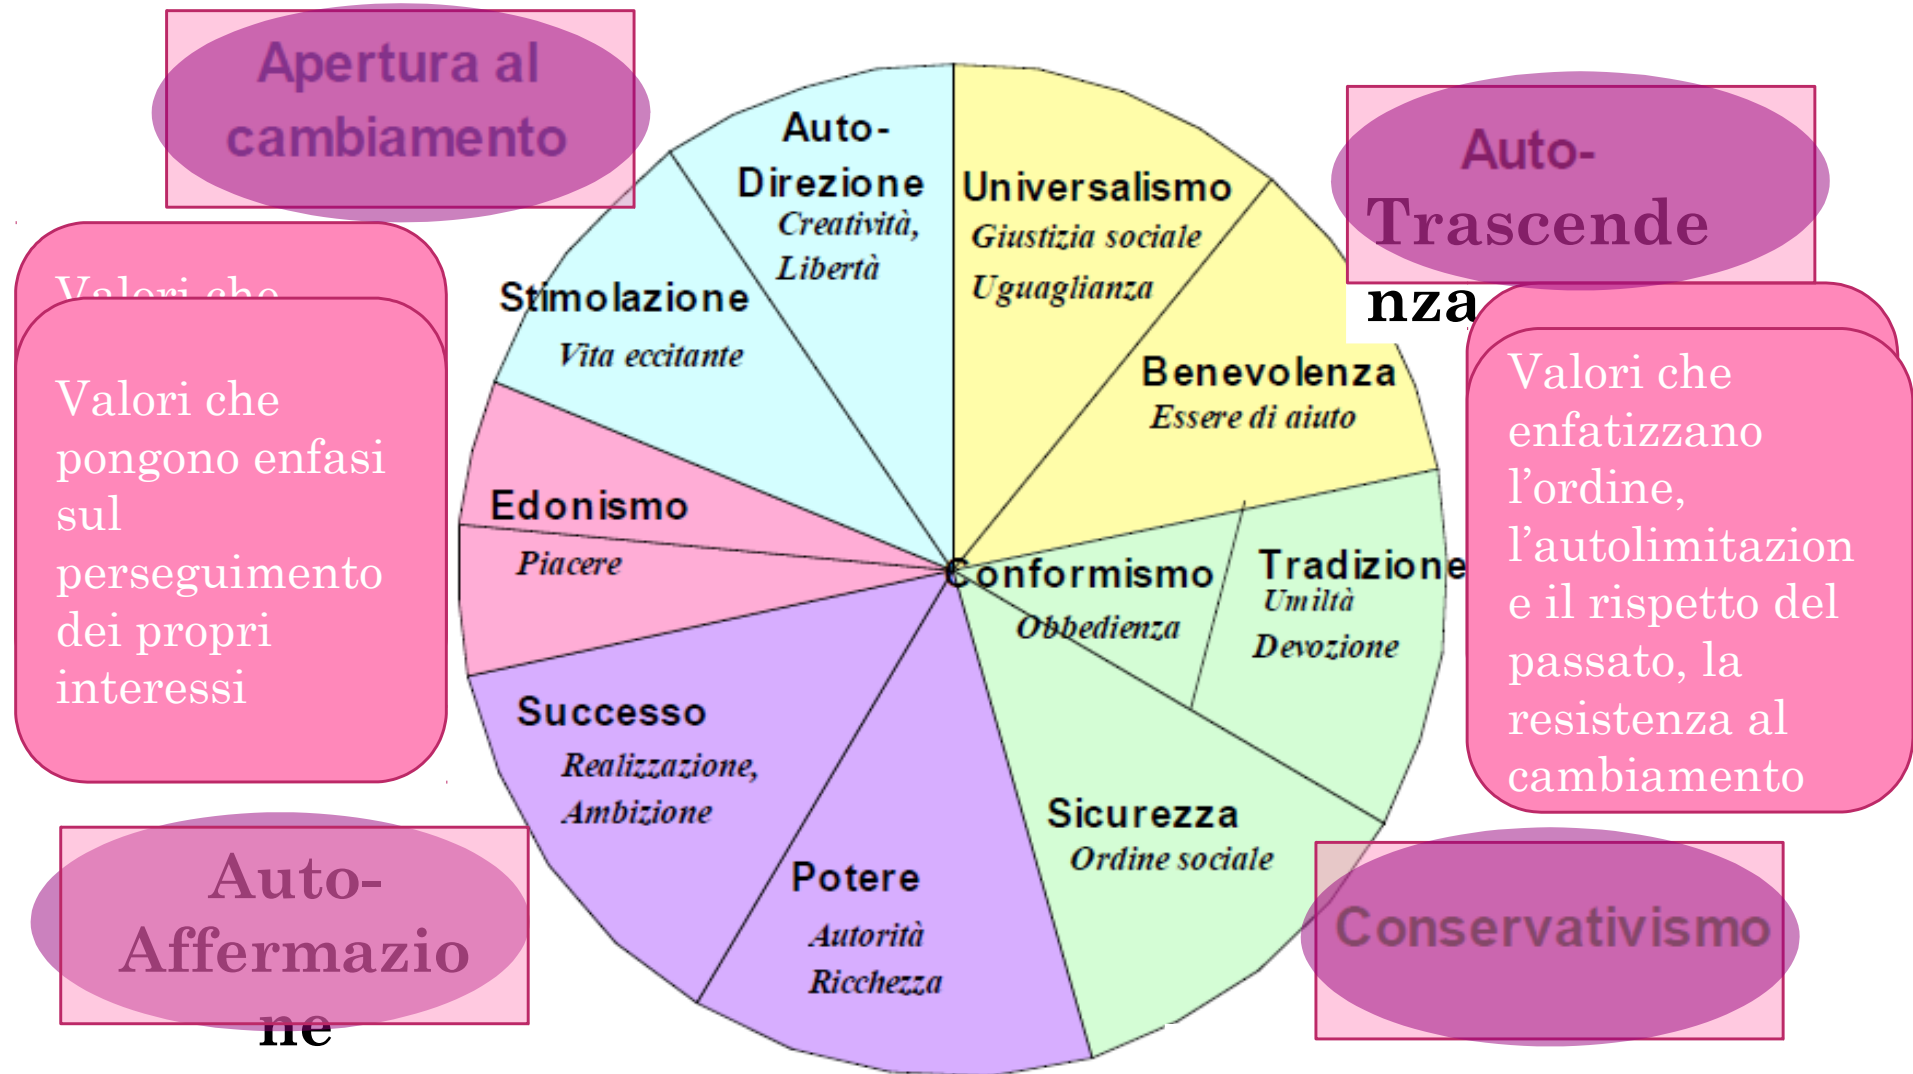 Apertura al
cambiamento
Auto-
Trascende
nza
Auto-
Direzione
Creatività,
Libertà
Universalismo
Giustizia sociale
Uguaglianza
Stimolazione
Vita eccitante
Benevolenza
Essere di aiuto
Valori che
Valori che
pongono enfasi
sul
perseguimento
dei propri
interessi
Valori che
enfatizzano
l’ordine,
l’autolimitazion
e il rispetto del
passato, la
resistenza al
cambiamento
Edonismo
Piacere
Conformismo
Obbedienza
Tradizione
Umiltà
Devozione
Successo
Realizzazione,
Ambizione
Sicurezza
Ordine sociale
Potere
Autorità
Ricchezza
Auto-
Affermazio
ne
Conservativismo